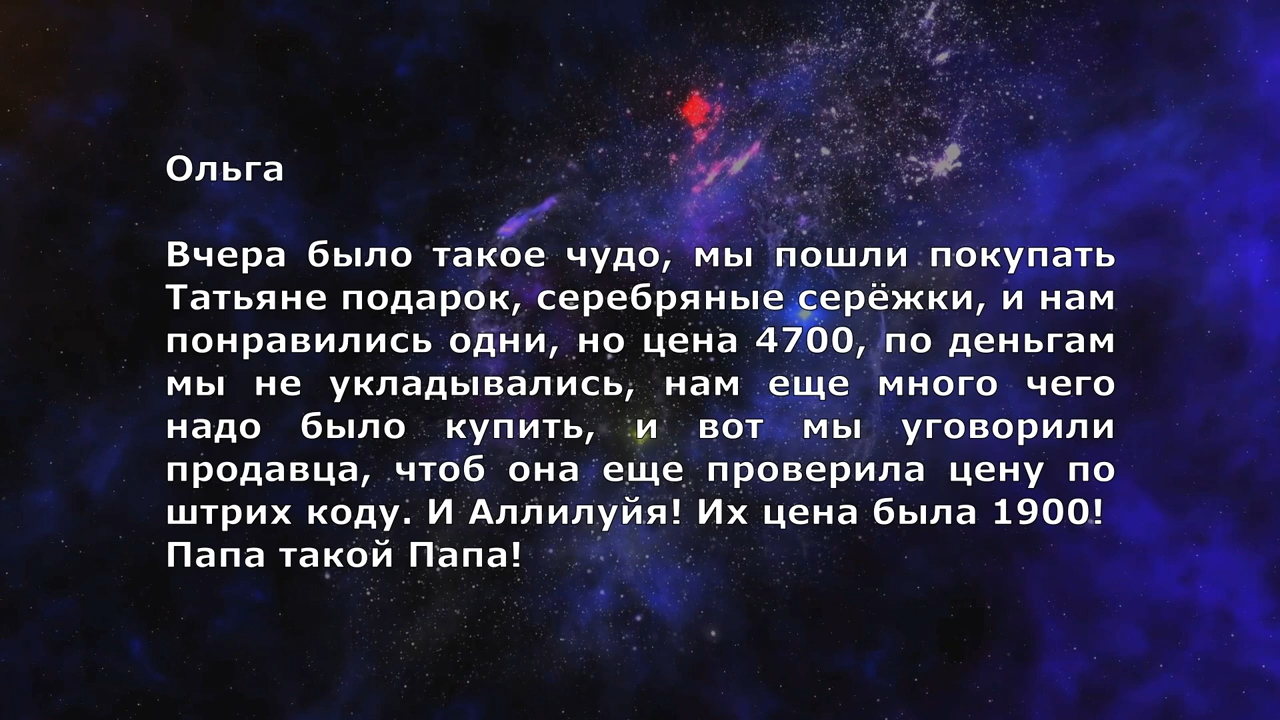 Ольга
Вчера было такое чудо, мы пошли покупать
Татьяне подарок, серебряные серёжки, и нам
понравились одни, но цена 4700, по деньгам
мы не укладывались, нам еще много чего
надо было купить, и вот мы уговорили
продавца, чтоб она еще проверила цену по
штрих коду. И Аллилуйя! Их цена была 1900!
Папа такой Папа!